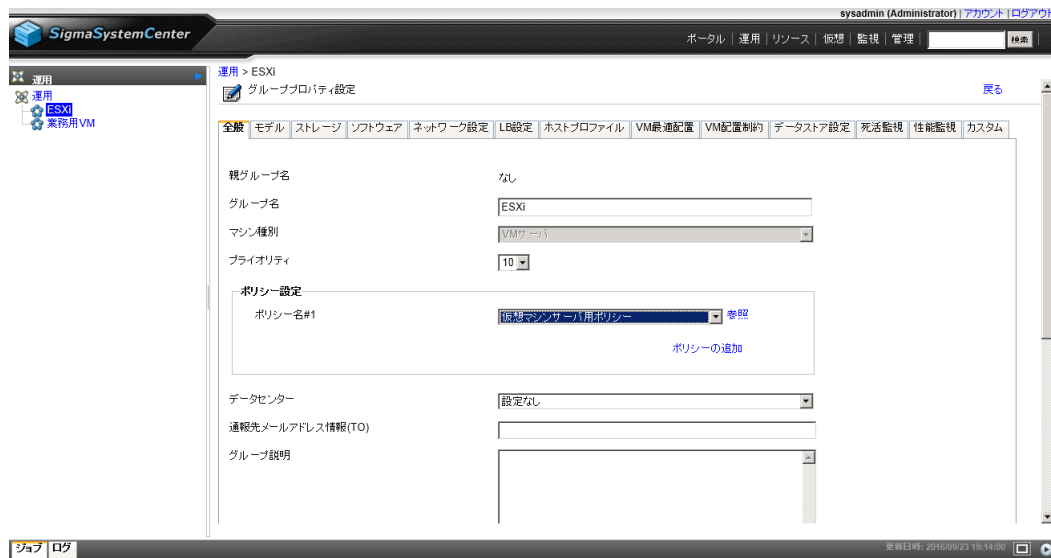 sysadmin (Administrator) | アカウント | ログアウト
SigmaSystemCenter
ポータル | 運用 | リソース | 仮想 | 監視 | 管理 | 検索
運用
運用
ESXi
業務用VM
運用 > ESXi
グループプロパティ設定
戻る
全般 モデル ストレージ ソフトウェア ネットワーク設定 LB設定 ホストプロファイル VM最適配置 VM配置制約 データストア設定 死活監視 性能監視 カスタム
親グループ名 なし
グループ名 ESXi
マシン種別 VMサーバ
プライオリティ 10
ポリシー設定
ポリシー名#1 仮想マシンサーバ用ポリシー 参照
ポリシーの追加
データセンター 設定なし
通報先メールアドレス情報(TO)
グループ説明
ジョブ ログ
更新日時: 2016/09/23 19:14:00